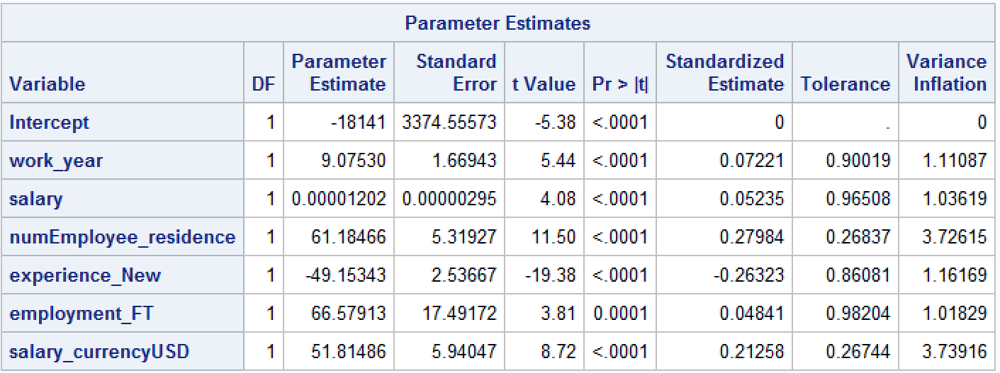 Parameter Estimates
Variable DF Parameter Estimate Standard Error t Value Pr > |t| Standardized Estimate Tolerance Variance Inflation
Intercept 1 -18141 3374.55573 -5.38 <.0001 0 . 0
work_year 1 9.07530 1.66943 5.44 <.0001 0.07221 0.90019 1.11087
salary 1 0.00001202 0.00000295 4.08 <.0001 0.05235 0.96508 1.03619
numEmployee_residence 1 61.18466 5.31927 11.50 <.0001 0.27984 0.26837 3.72615
experience_New 1 -49.15343 2.53667 -19.38 <.0001 -0.26323 0.86081 1.16169
employment_FT 1 66.57913 17.49172 3.81 0.0001 0.04841 0.98204 1.01829
salary_currencyUSD 1 51.81486 5.94047 8.72 <.0001 0.21258 0.26744 3.73916